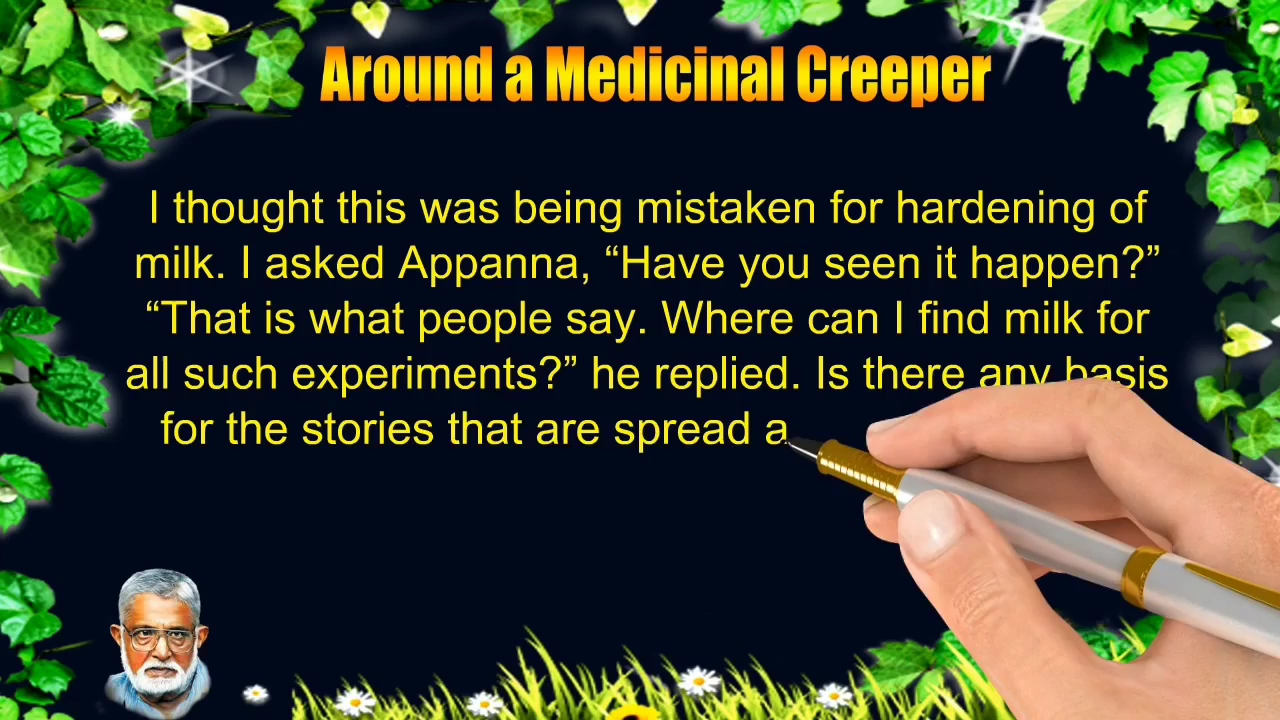 Around a Medicinal Creeper
I thought this was being mistaken for hardening of
milk. I asked Appanna, “Have you seen it happen?”
“That is what people say. Where can I find milk for
all such experiments?” he replied. Is there any basis
for the stories that are spread a